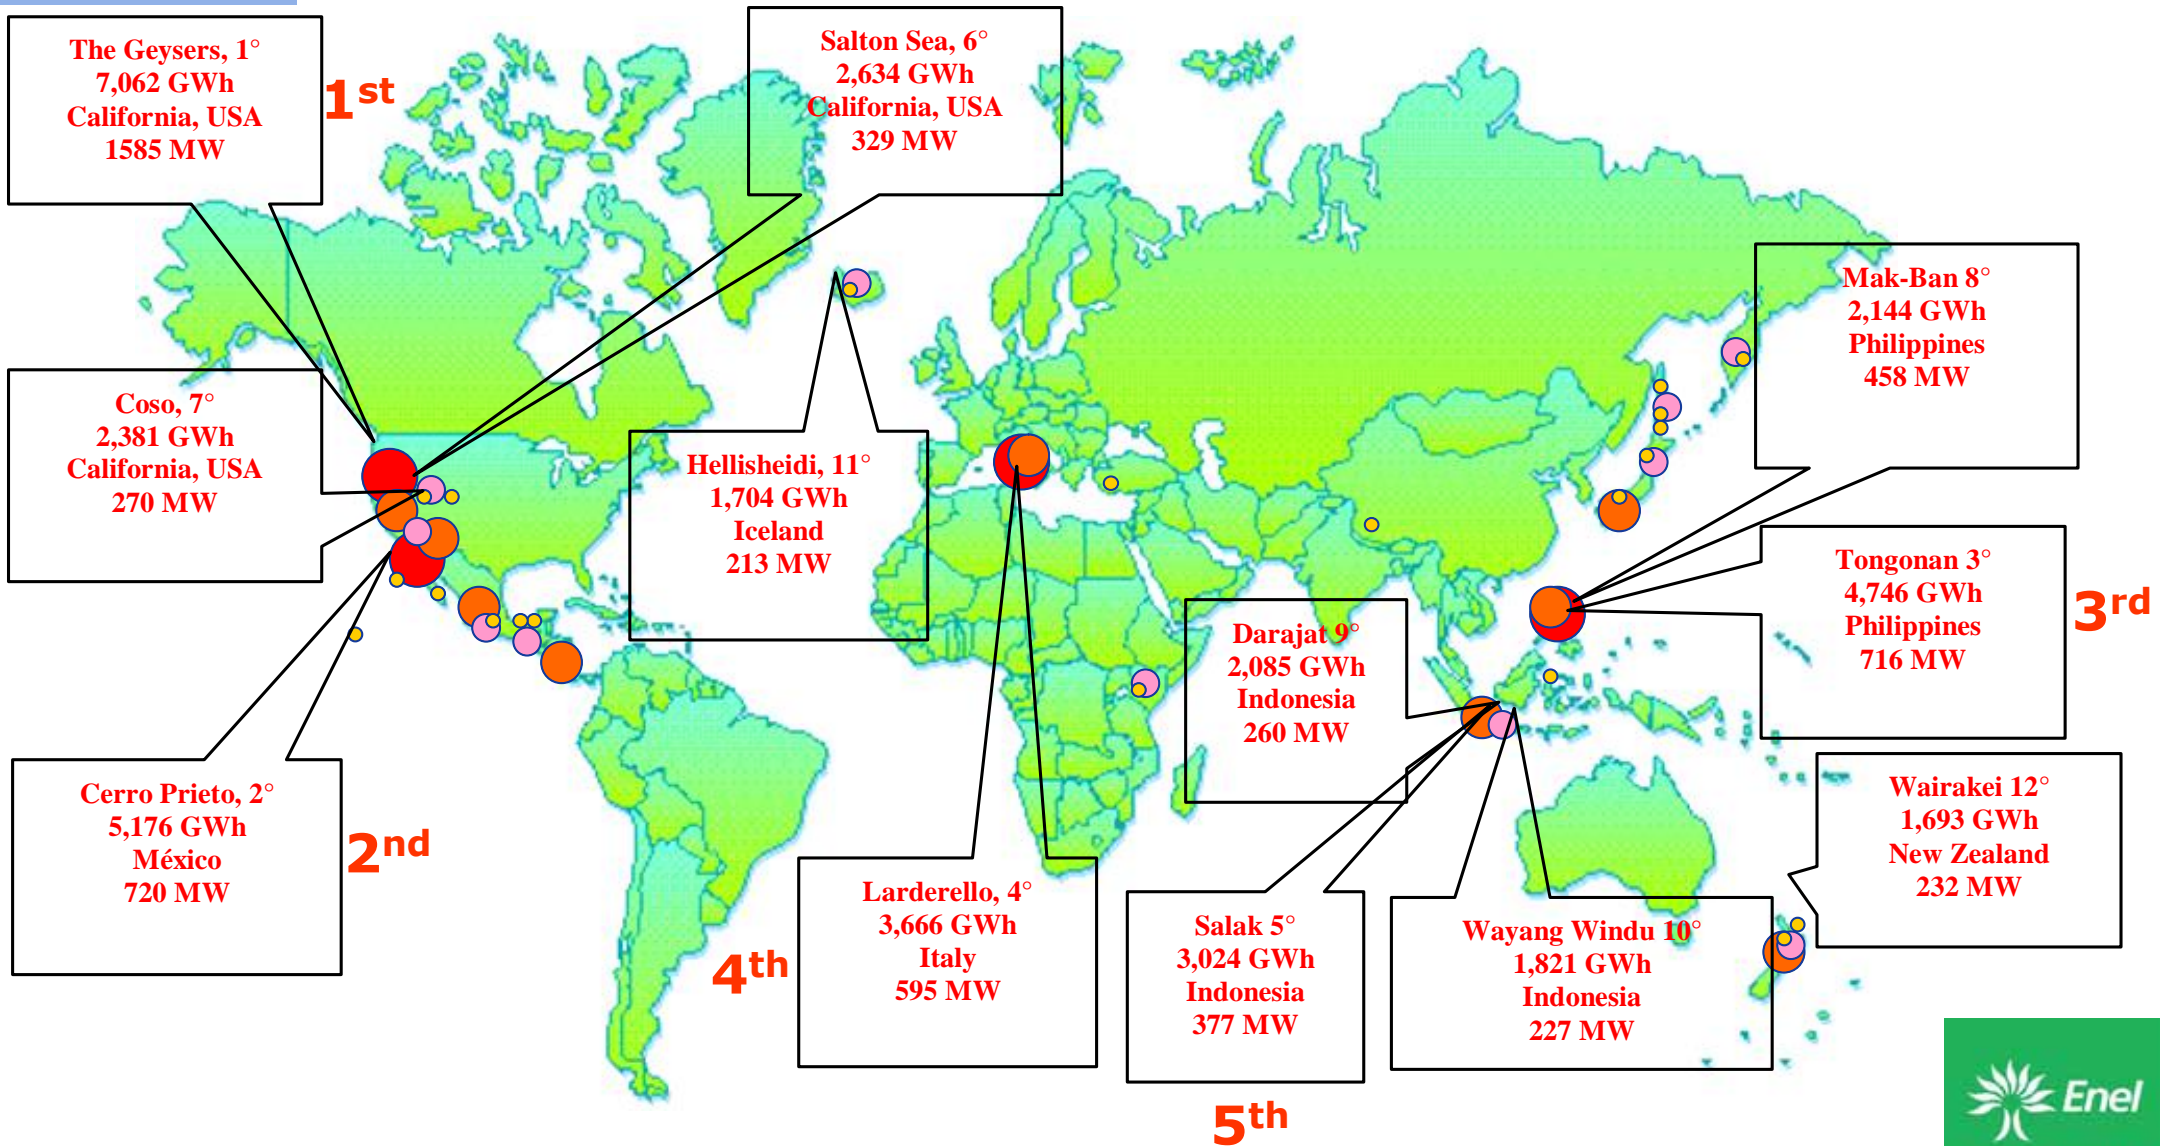 The Geysers, 1°
7,062 GWh
California, USA
1585 MW
1st
Salton Sea, 6°
2,634 GWh
California, USA
329 MW
Mak-Ban 8°
2,144 GWh
Philippines
458 MW
Coso, 7°
2,381 GWh
California, USA
270 MW
Hellisheidi, 11°
1,704 GWh
Iceland
213 MW
Tongonan 3°
4,746 GWh
Philippines
716 MW
3rd
Darajat 9°
2,085 GWh
Indonesia
260 MW
Cerro Prieto, 2°
5,176 GWh
México
720 MW
2nd
Wairakei 12°
1,693 GWh
New Zealand
232 MW
4th
Larderello, 4°
3,666 GWh
Italy
595 MW
Salak 5°
3,024 GWh
Indonesia
377 MW
5th
Wayang Windu 10°
1,821 GWh
Indonesia
227 MW
Enel